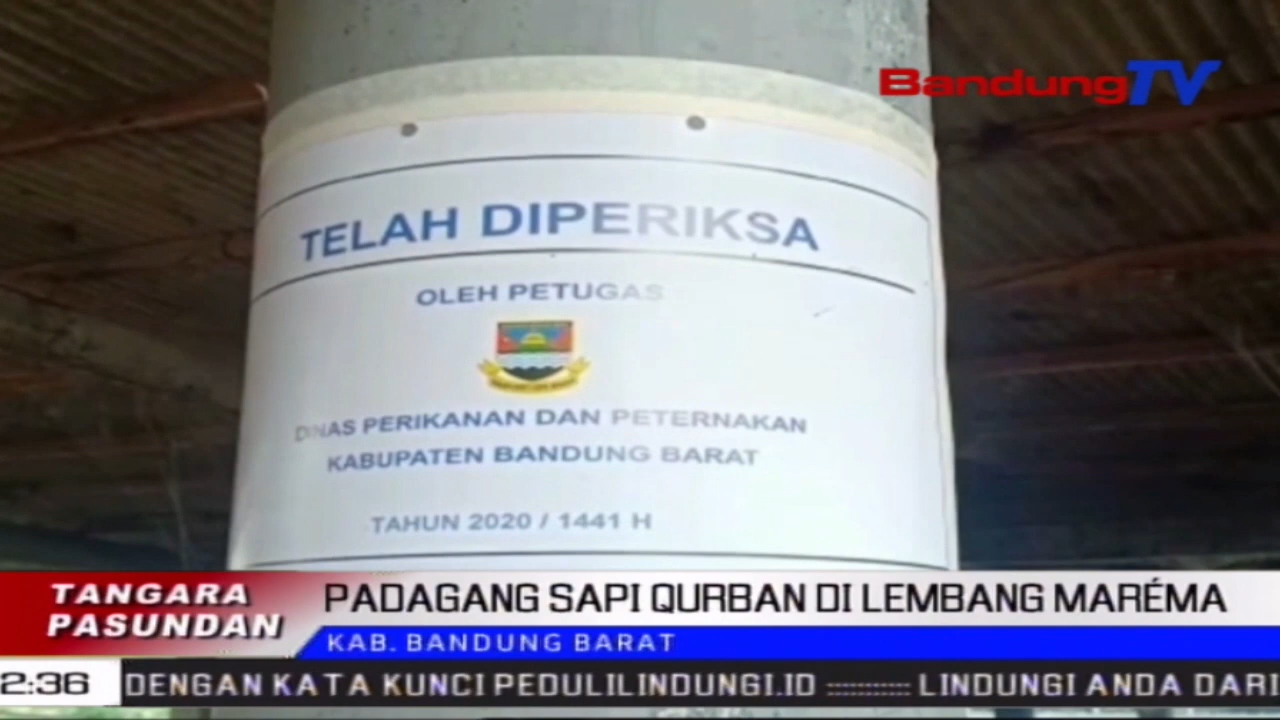 BandungTV
TELAH DIPERIKSA
OLEH PETUGAS
DINAS PERIKANAN DAN PETERNAKAN
KABUPATEN BANDUNG BARAT
TAHUN 2020 / 1441 H
TANGARA
PASUNDAN
PADAGANG SAPI QURBAN DI LEMBANG MARÉMA
KAB. BANDUNG BARAT
2:36 DENGAN KATA KUNCI PEDULILINDUNGI.ID :::::::::: LINDUNGI ANDA DARI